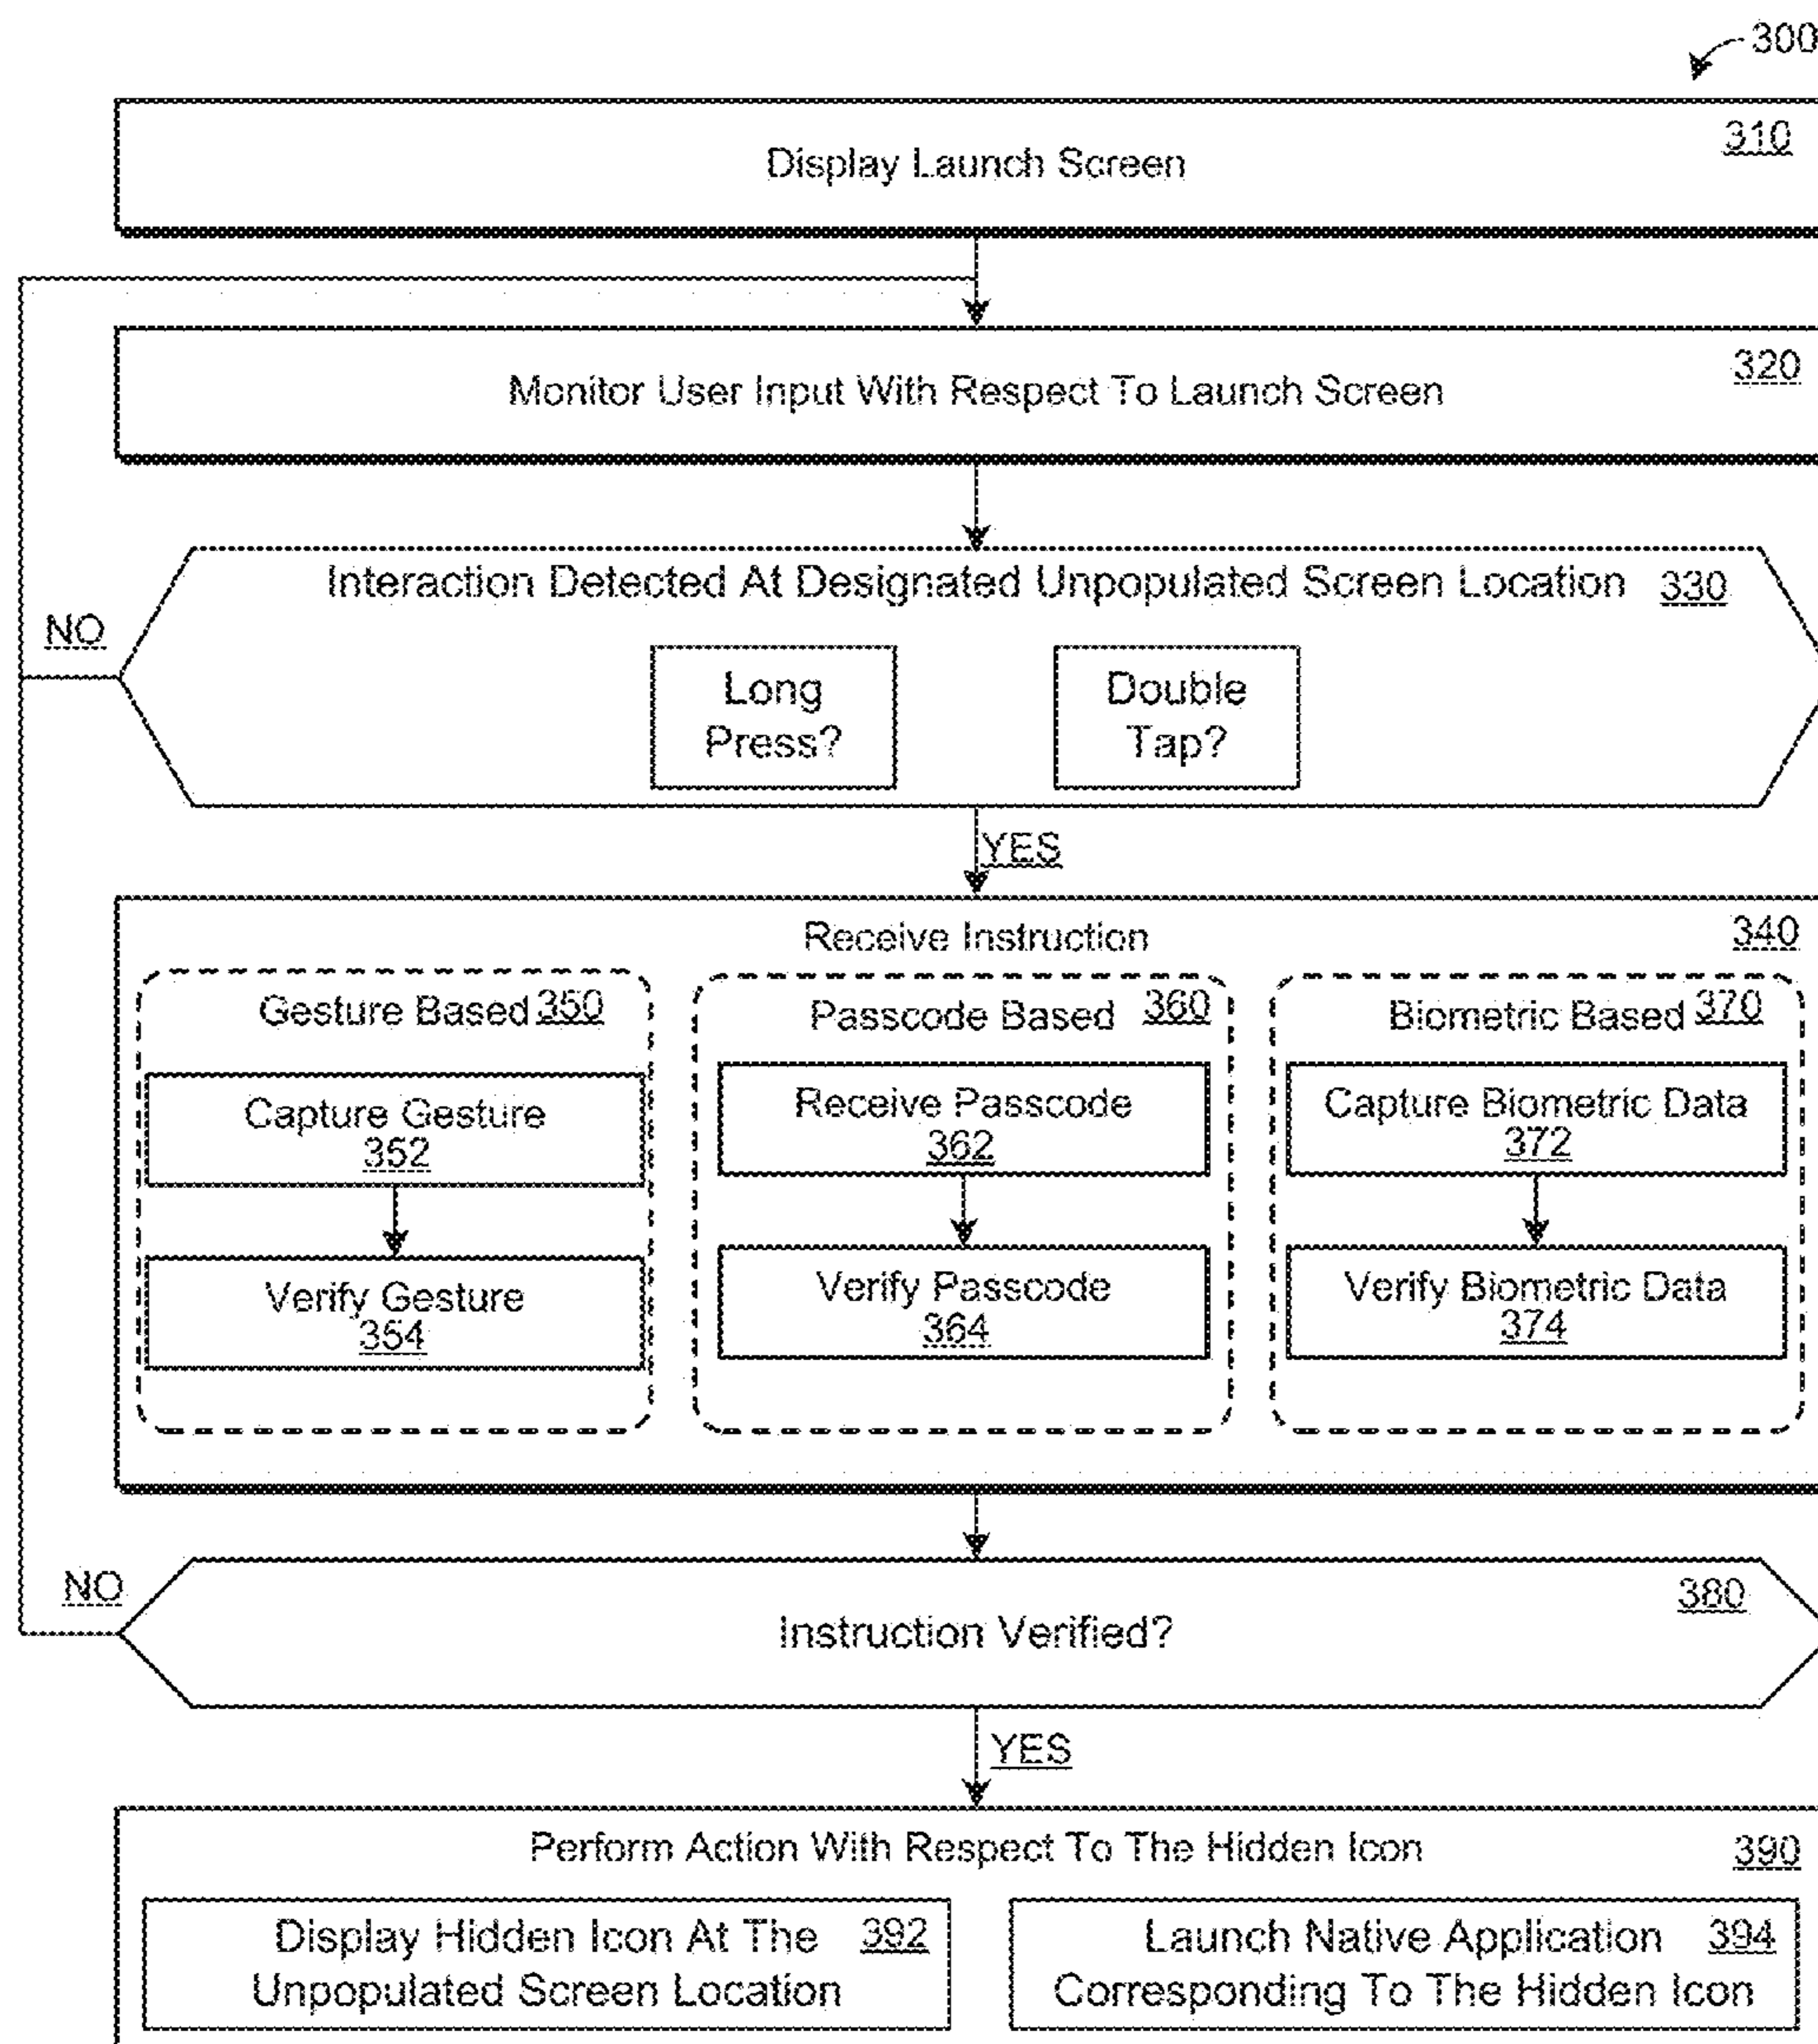 300
310
Display Launch Screen
320
Monitor User Input With Respect To Launch Screen
Interaction Detected At Designated Unpopulated Screen Location 330
NO
Long
Press?
Double
Tap?
YES
Receive Instruction 340
Gesture Based 350
Capture Gesture
352
Verify Gesture
354
Passcode Based 360
Receive Passcode
362
Verify Passcode
364
Biometric Based 370
Capture Biometric Data
372
Verify Biometric Data
374
NO
380
Instruction Verified?
YES
Perform Action With Respect To The Hidden Icon 390
Display Hidden Icon At The 392
Unpopulated Screen Location
Launch Native Application 394
Corresponding To The Hidden Icon